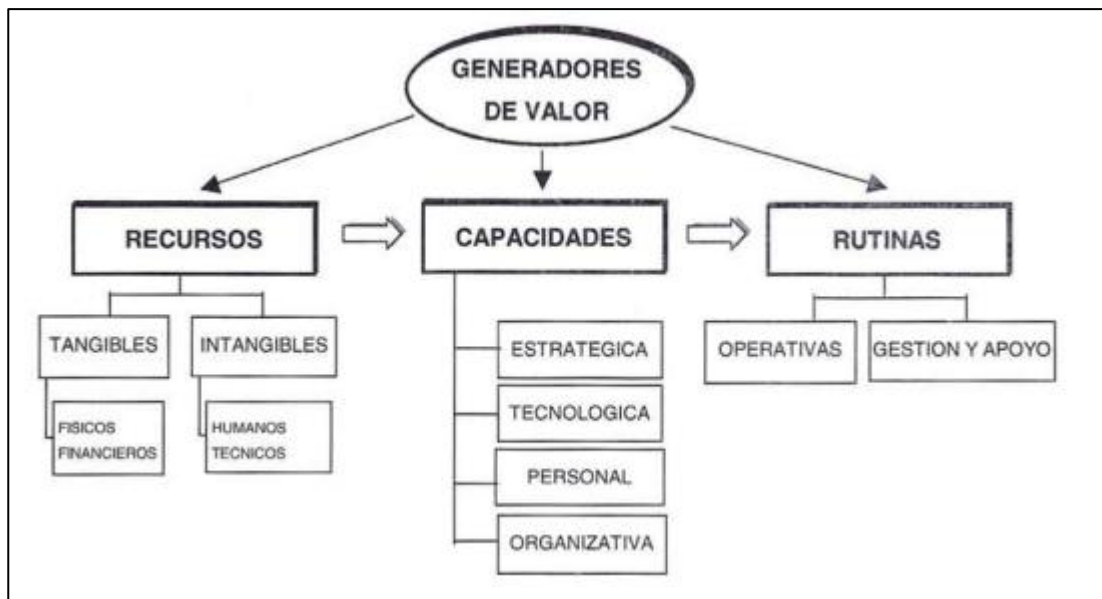 GENERADORES
DE VALOR
RECURSOS
CAPACIDADES
RUTINAS
TANGIBLES
INTANGIBLES
FISICOS
FINANCIEROS
HUMANOS
TECNICOS
ESTRATEGICA
TECNOLOGICA
PERSONAL
ORGANIZATIVA
OPERATIVAS
GESTION Y APOYO